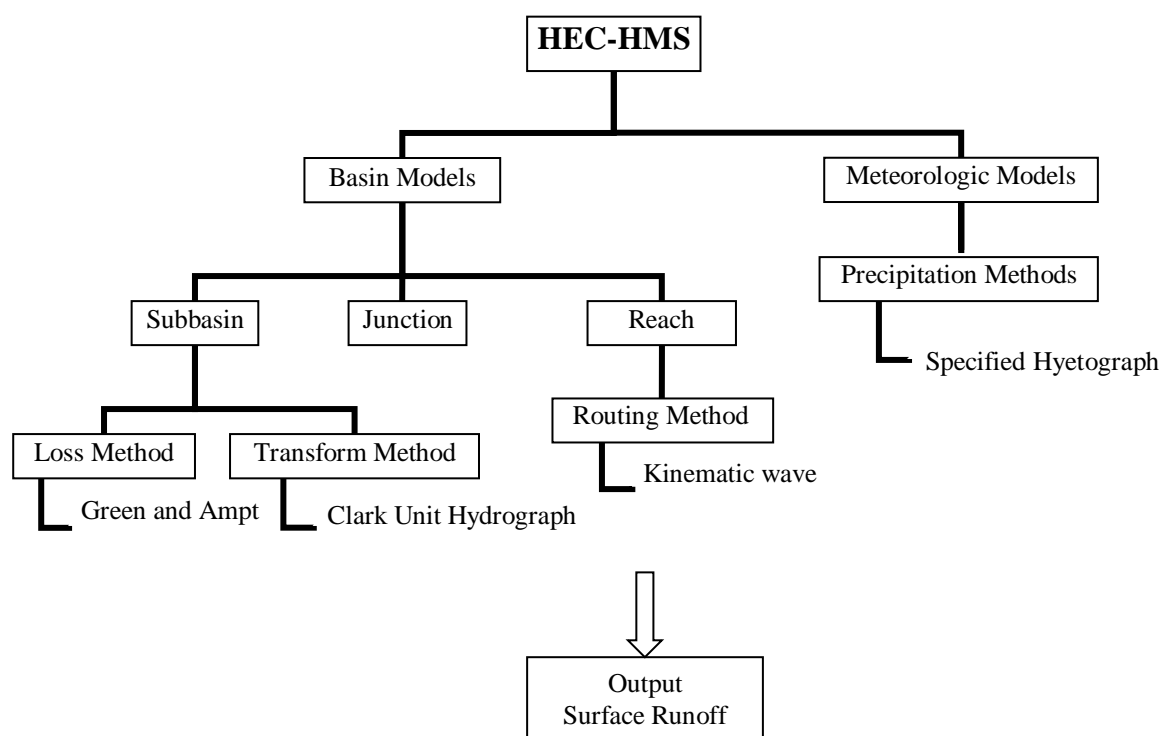 HEC-HMS
Basin Models
Meteorologic Models
Precipitation Methods
Subbasin
Junction
Reach
Specified Hyetograph
Routing Method
Loss Method
Transform Method
Kinematic wave
Green and Ampt
Clark Unit Hydrograph
Output
Surface Runoff